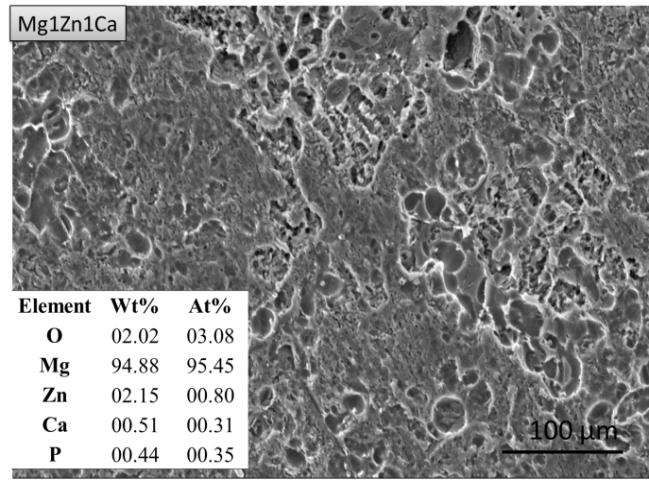 Mg1Zn1Ca
Element Wt% At%
O 02.02 03.08
Mg 94.88 95.45
Zn 02.15 00.80
Ca 00.51 00.31
P 00.44 00.35
100 µm